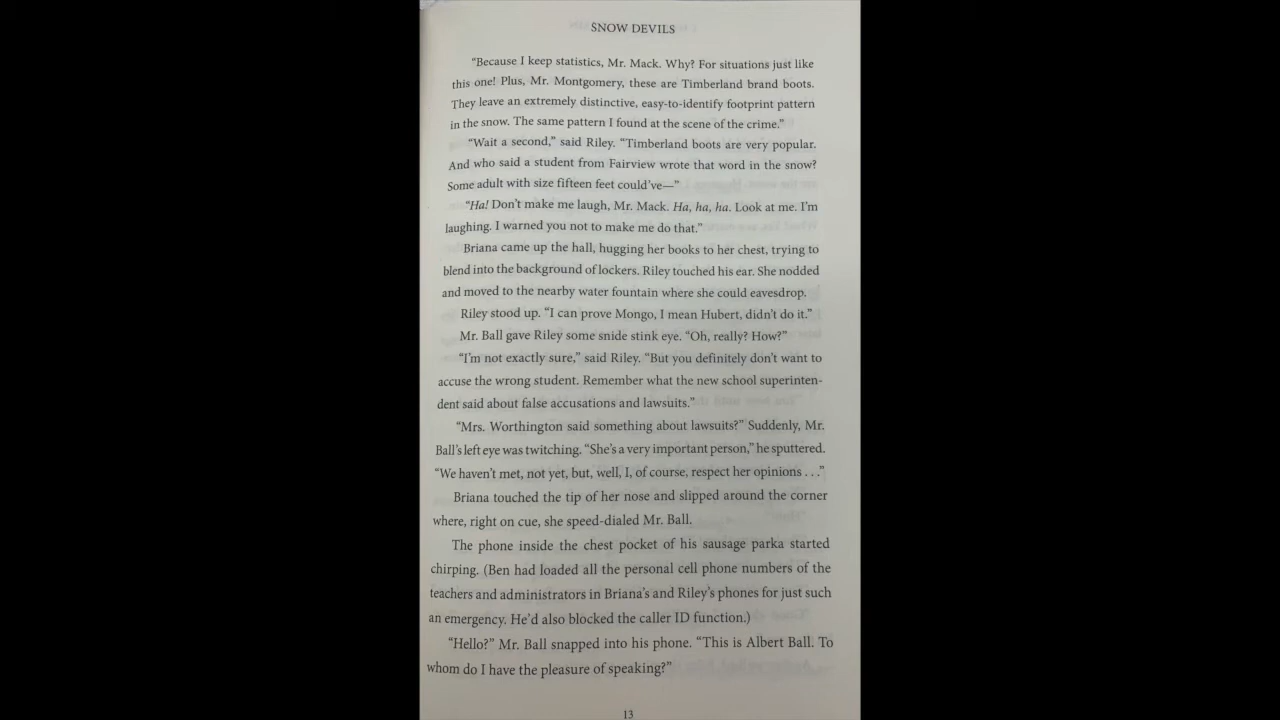 SNOW DEVILS
“Because I keep statistics, Mr. Mack. Why? For situations just like
this one! Plus, Mr. Montgomery, these are Timberland brand boots.
They leave an extremely distinctive, easy-to-identify footprint pattern
in the snow. The same pattern I found at the scene of the crime.”
“Wait a second,” said Riley. “Timberland boots are very popular.
And who said a student from Fairview wrote that word in the snow?
Some adult with size fifteen feet could’ve—”
“Ha! Don’t make me laugh, Mr. Mack. Ha, ha, ha. Look at me. I’m
laughing. I warned you not to make me do that.”
Briana came up the hall, hugging her books to her chest, trying to
blend into the background of lockers. Riley touched his ear. She nodded
and moved to the nearby water fountain where she could eavesdrop.
Riley stood up. “I can prove Mongo, I mean Hubert, didn’t do it.”
Mr. Ball gave Riley some snide stink eye. “Oh, really? How?”
“I’m not exactly sure,” said Riley. “But you definitely don’t want to
accuse the wrong student. Remember what the new school superinten-
dent said about false accusations and lawsuits.”
“Mrs. Worthington said something about lawsuits?” Suddenly, Mr.
Ball’s left eye was twitching. “She’s a very important person,” he sputtered.
“We haven’t met, not yet, but, well, I, of course, respect her opinions . . .”
Briana touched the tip of her nose and slipped around the corner
where, right on cue, she speed-dialed Mr. Ball.
The phone inside the chest pocket of his sausage parka started
chirping. (Ben had loaded all the personal cell phone numbers of the
teachers and administrators in Briana’s and Riley’s phones for just such
an emergency. He’d also blocked the caller ID function.)
“Hello?” Mr. Ball snapped into his phone. “This is Albert Ball. To
whom do I have the pleasure of speaking?”
13